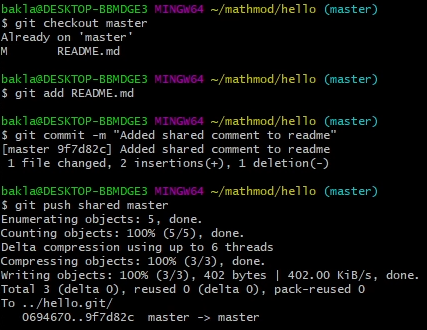 bakla@DESKTOP-BBMDGE3 MINGW64 ~/mathmod/hello (master)
$ git checkout master
Already on 'master'
M       README.md
bakla@DESKTOP-BBMDGE3 MINGW64 ~/mathmod/hello (master)
$ git add README.md
bakla@DESKTOP-BBMDGE3 MINGW64 ~/mathmod/hello (master)
$ git commit -m "Added shared comment to readme"
[master 9f7d82c] Added shared comment to readme
 1 file changed, 2 insertions(+), 1 deletion(-)
bakla@DESKTOP-BBMDGE3 MINGW64 ~/mathmod/hello (master)
$ git push shared master
Enumerating objects: 5, done.
Counting objects: 100% (5/5), done.
Delta compression using up to 6 threads
Compressing objects: 100% (3/3), done.
Writing objects: 100% (3/3), 402 bytes | 402.00 KiB/s, done.
Total 3 (delta 0), reused 0 (delta 0), pack-reused 0
To ../hello.git/
   0694670..9f7d82c  master -> master